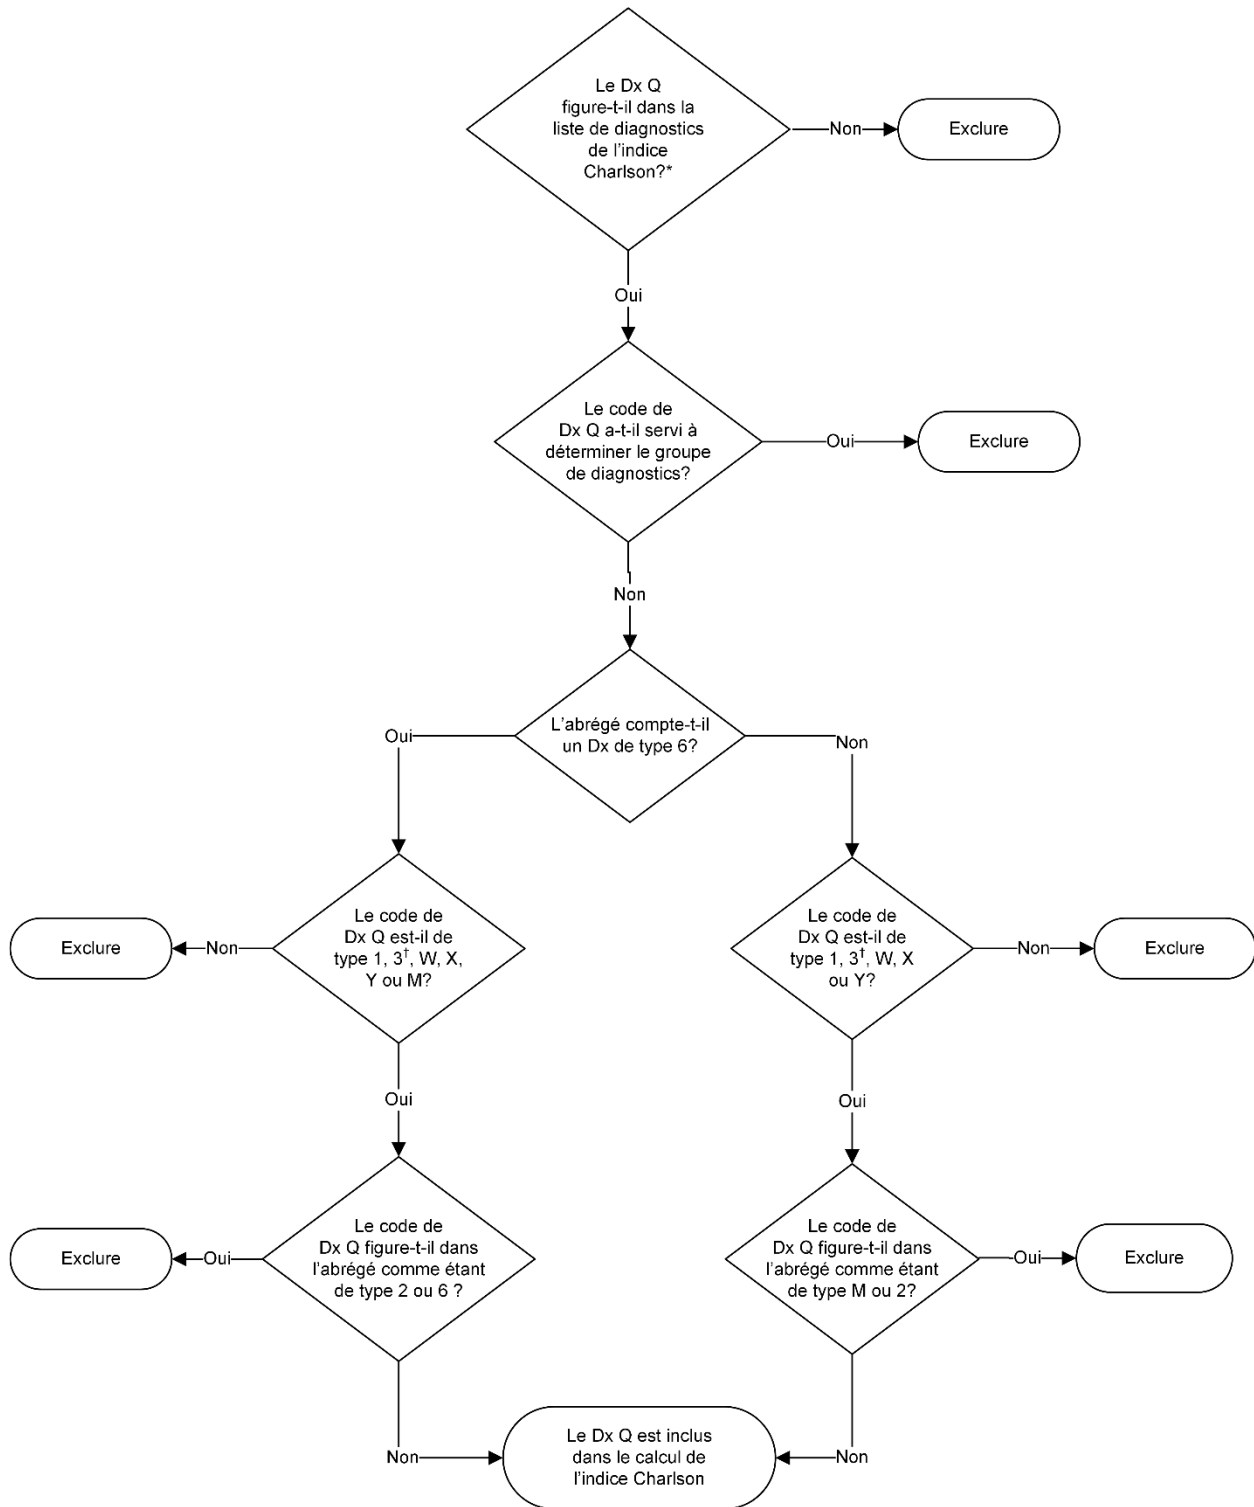 Le Dx Q
figure-t-il dans la
liste de diagnostics
de l'indice
Charlson?*
Non
Exclure
Oui
Le code de
Dx Q a-t-il servi à
déterminer le groupe
de diagnostics?
Oui
Exclure
Non
L'abrégé compte-t-il
un Dx de type 6?
Oui
Non
Le code de
Dx Q est-il de
type 1, 3†, W, X,
Y ou M?
Non
Exclure
Le code de
Dx Q est-il de
type 1, 3†, W, X
ou Y?
Non
Exclure
Oui
Oui
Le code de
Dx Q figure-t-il dans
l'abrégé comme étant
de type 2 ou 6 ?
Oui
Exclure
Le code de
Dx Q figure-t-il dans
l'abrégé comme étant
de type M ou 2?
Oui
Exclure
Non
Le Dx Q est inclus
dans le calcul de
l'indice Charlson
Non